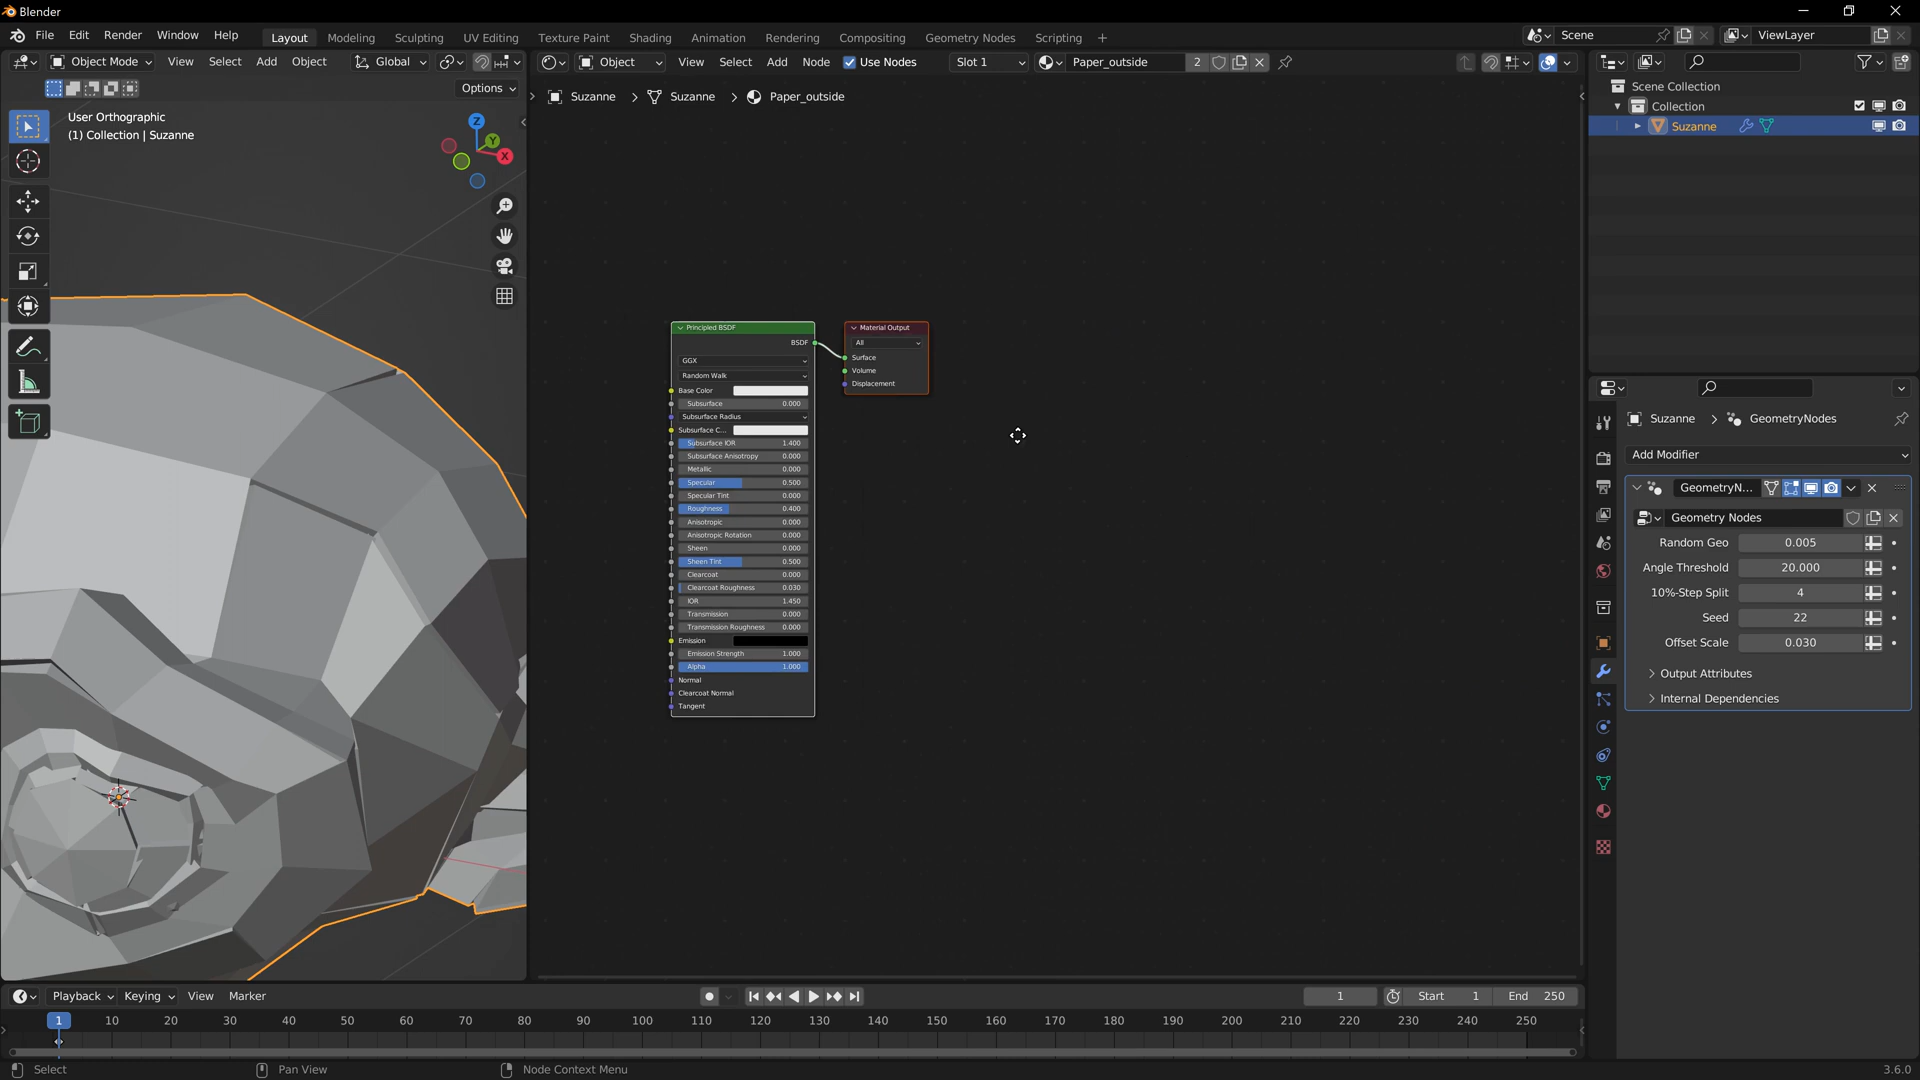 Blender
File Edit Render Window Help
Layout Modeling Sculpting UV Editing Texture Paint Shading Animation Rendering Compositing Geometry Nodes Scripting +
Scene
ViewLayer
Object Mode View Select Add Object Global
Object View Select Add Node Use Nodes Slot 1 Paper_outside 2
Options
Suzanne > Suzanne > Paper_outside
User Orthographic
(1) Collection | Suzanne
Z
Y
X
Principled BSDF
BSDF
GGX
Random Walk
Base Color
Subsurface 0.000
Subsurface Radius
Subsurface C...
Subsurface IOR 1.400
Subsurface Anisotropy 0.000
Metallic 0.000
Specular 0.500
Specular Tint 0.000
Roughness 0.400
Anisotropic 0.000
Anisotropic Rotation 0.000
Sheen 0.000
Sheen Tint 0.500
Clearcoat 0.000
Clearcoat Roughness 0.030
IOR 1.450
Transmission 0.000
Transmission Roughness 0.000
Emission
Emission Strength 1.000
Alpha 1.000
Normal
Clearcoat Normal
Tangent
Material Output
All
Surface
Volume
Displacement
Scene Collection
Collection
Suzanne
Suzanne > GeometryNodes
Add Modifier
GeometryN...
Geometry Nodes
Random Geo 0.005
Angle Threshold 20.000
10%-Step Split 4
Seed 22
Offset Scale 0.030
Output Attributes
Internal Dependencies
Playback Keying View Marker
1 Start 1 End 250
1 10 20 30 40 50 60 70 80 90 100 110 120 130 140 150 160 170 180 190 200 210 220 230 240 250
Select Pan View Node Context Menu 3.6.0